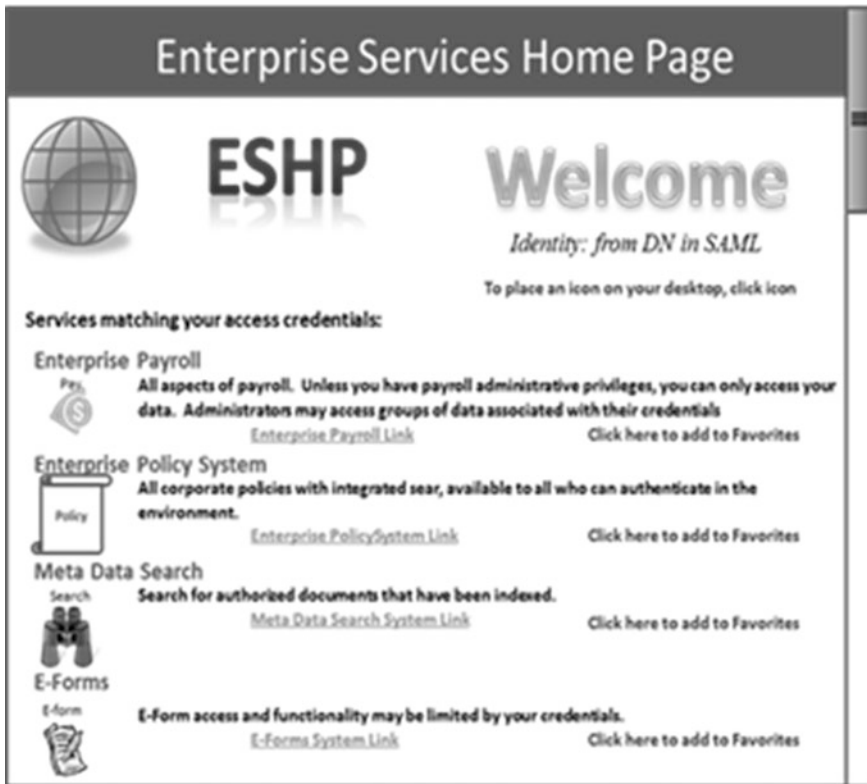 Enterprise Services Home Page
ESHP
Welcome
Identity: from DN in SAML
To place an icon on your desktop, click icon
Services matching your access credentials:
Enterprise Payroll
Pay
All aspects of payroll. Unless you have payroll administrative privileges, you can only access your
data. Administrators may access groups of data associated with their credentials
Enterprise Payroll Link
Click here to add to Favorites
Enterprise Policy System
Policy
All corporate policies with integrated sear, available to all who can authenticate in the
environment.
Enterprise PolicySystem Link
Click here to add to Favorites
Meta Data Search
Search
Search for authorized documents that have been indexed.
Meta Data Search System Link
Click here to add to Favorites
E-Forms
E-form
E-Form access and functionality may be limited by your credentials.
E-Forms System Link
Click here to add to Favorites